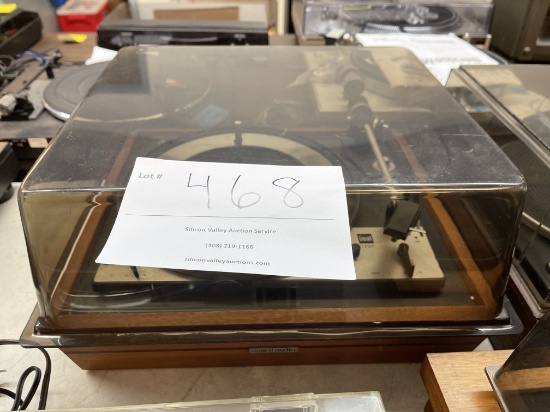 Lot # 468
Silicon Valley Auction Service
(408) 219-1166
siliconvalleyauctions.com